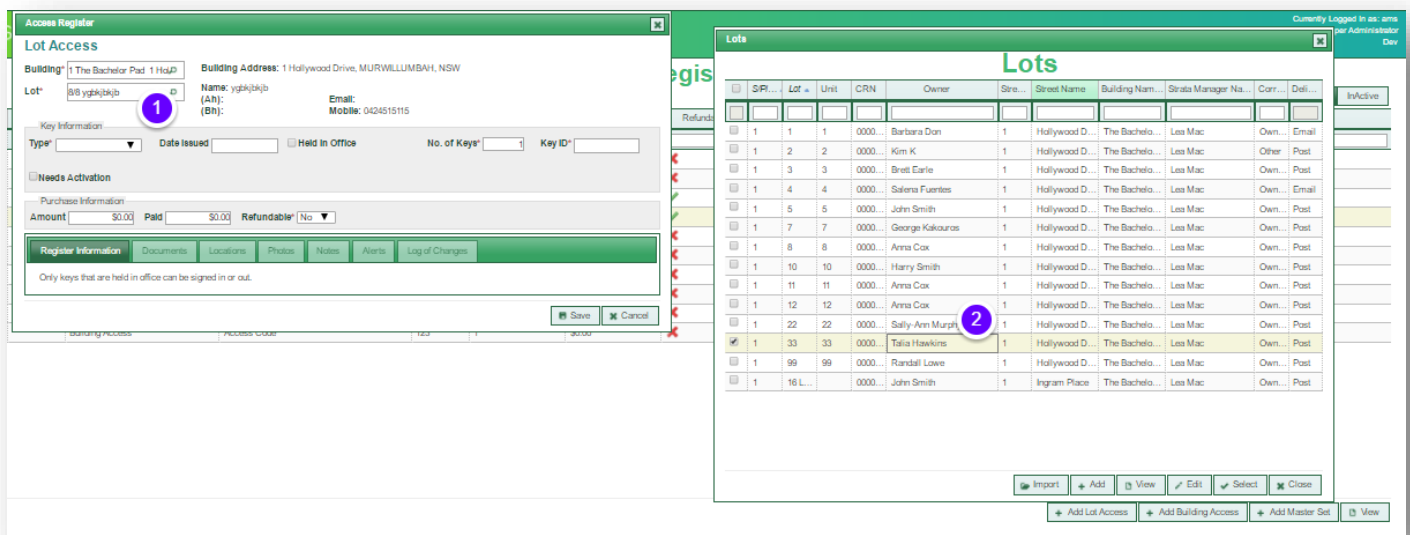 Currently Logged In as: ams
per Administrator
Dev
Access Register
Lot Access
Building* 1 The Bachelor Pad 1 Hol
Building Address: 1 Hollywood Drive, MURWILLUMBAH, NSW
Lot* 8/8 ygbkjbkjb
Name: ygbkjbkjb
(Ah): Email:
(Bh): Mobile: 0424515115
1
Key Information
Type* Date Issued Held In Office No. of Keys* 1 Key ID*
Needs Activation
Purchase Information
Amount $0.00 Paid $0.00 Refundable* No
Register Information Documents Locations Photos Notes Alerts Log of Changes
Only keys that are held in office can be signed in or out.
Save Cancel
Building Access Access Code 123 1 $0.00
egis
Refunda
InActive
Lots
Lots
S/Pl... Lot Unit CRN Owner Stre... Street Name Building Nam... Strata Manager Na... Corr... Deli...
1 1 1 0000... Barbara Don 1 Hollywood D... The Bachelo... Lea Mac Own... Email
1 2 2 0000... Kim K 1 Hollywood D... The Bachelo... Lea Mac Other Post
1 3 3 0000... Brett Earle 1 Hollywood D... The Bachelo... Lea Mac Own... Post
1 4 4 0000... Salena Fuentes 1 Hollywood D... The Bachelo... Lea Mac Own... Email
1 5 5 0000... John Smith 1 Hollywood D... The Bachelo... Lea Mac Own... Post
1 7 7 0000... George Kakouros 1 Hollywood D... The Bachelo... Lea Mac Own... Post
1 8 8 0000... Anna Cox 1 Hollywood D... The Bachelo... Lea Mac Own... Post
1 10 10 0000... Harry Smith 1 Hollywood D... The Bachelo... Lea Mac Own... Post
1 11 11 0000... Anna Cox 1 Hollywood D... The Bachelo... Lea Mac Own... Post
1 12 12 0000... Anna Cox 1 Hollywood D... The Bachelo... Lea Mac Own... Post
1 22 22 0000... Sally-Ann Murph 1 Hollywood D... The Bachelo... Lea Mac Own... Post
2
1 33 33 0000... Talia Hawkins 1 Hollywood D... The Bachelo... Lea Mac Own... Post
1 99 99 0000... Randall Lowe 1 Hollywood D... The Bachelo... Lea Mac Own... Post
1 16 L... 0000... John Smith 1 Ingram Place The Bachelo... Lea Mac Own... Post
Import Add View Edit Select Close
Add Lot Access Add Building Access Add Master Set View